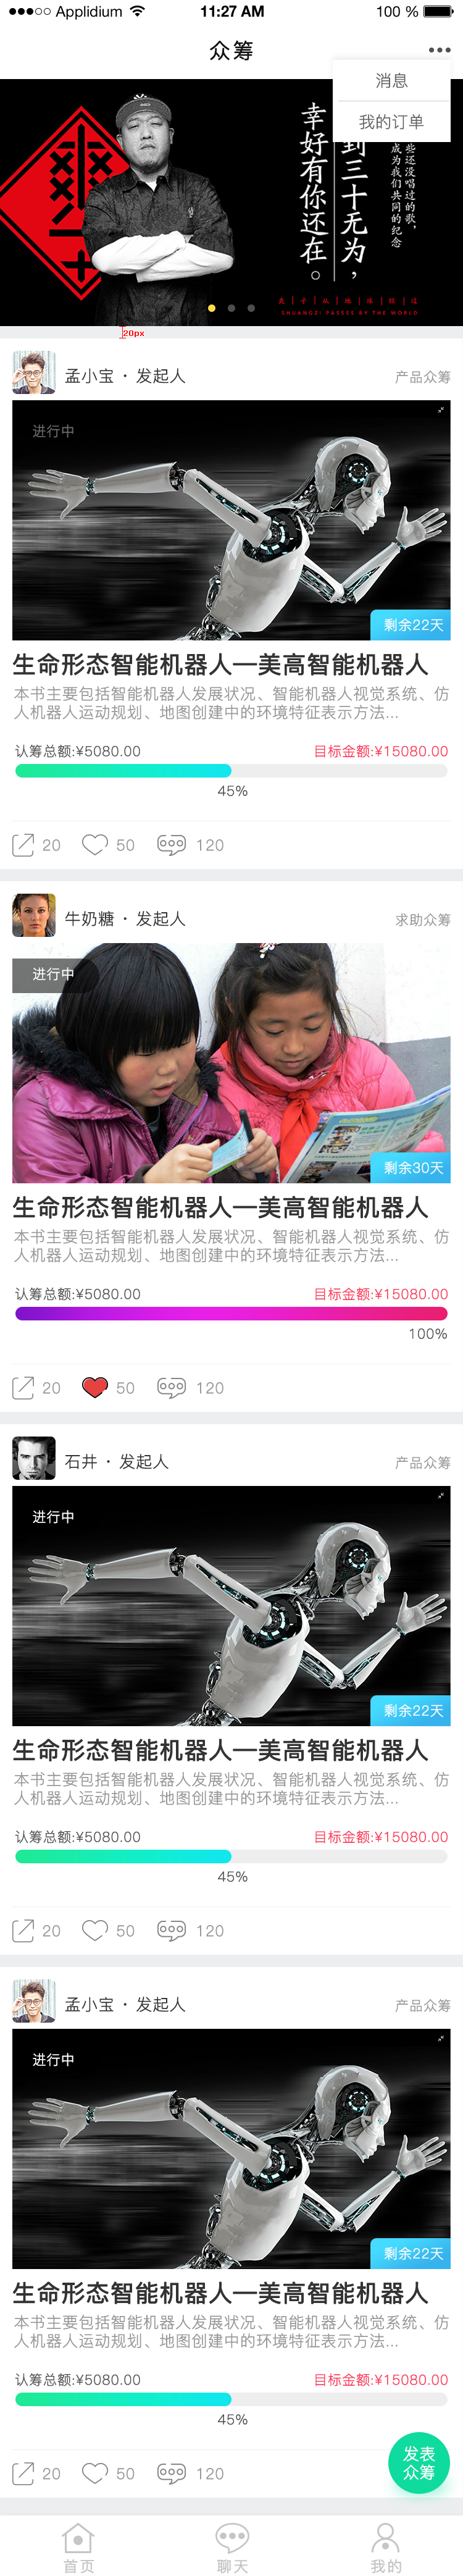 Applidium
11:27 AM
100 %
众筹
消息
我的订单
幸好有你还在。
到三十无为，
些还没唱过的歌，
成为我们共同的纪念
SHUANGZI PASSES BY THE WORLD
20px
孟小宝 · 发起人
产品众筹
进行中
剩余22天
生命形态智能机器人—美高智能机器人
本书主要包括智能机器人发展状况、智能机器人视觉系统、仿
人机器人运动规划、地图创建中的环境特征表示方法...
认筹总额:¥5080.00
目标金额:¥15080.00
45%
20 50 120
牛奶糖 · 发起人
求助众筹
进行中
剩余30天
生命形态智能机器人—美高智能机器人
本书主要包括智能机器人发展状况、智能机器人视觉系统、仿
人机器人运动规划、地图创建中的环境特征表示方法...
认筹总额:¥5080.00
目标金额:¥15080.00
100%
20 50 120
石井 · 发起人
产品众筹
进行中
剩余22天
生命形态智能机器人—美高智能机器人
本书主要包括智能机器人发展状况、智能机器人视觉系统、仿
人机器人运动规划、地图创建中的环境特征表示方法...
认筹总额:¥5080.00
目标金额:¥15080.00
45%
20 50 120
孟小宝 · 发起人
产品众筹
进行中
剩余22天
生命形态智能机器人—美高智能机器人
本书主要包括智能机器人发展状况、智能机器人视觉系统、仿
人机器人运动规划、地图创建中的环境特征表示方法...
认筹总额:¥5080.00
目标金额:¥15080.00
45%
20 50 120
发表
众筹
首页
聊天
我的